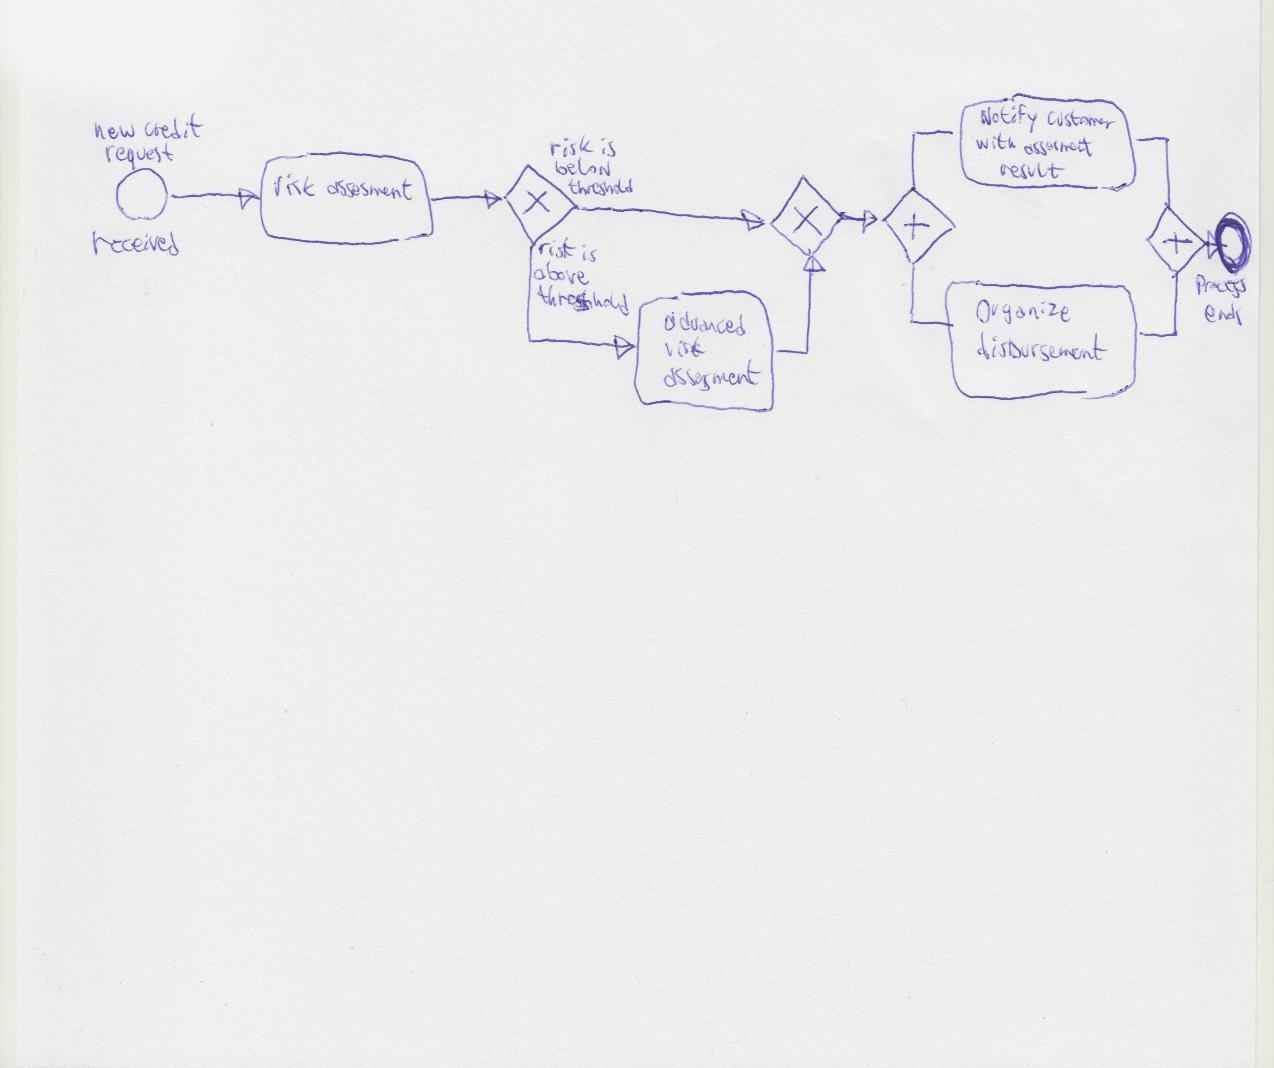 new credit
request
received
risk assesment
risk is
below
threshold
risk is
above
threshold
advanced
risk
assesment
Notify customer
with assesment
result
Organize
disbursement
Process
ends